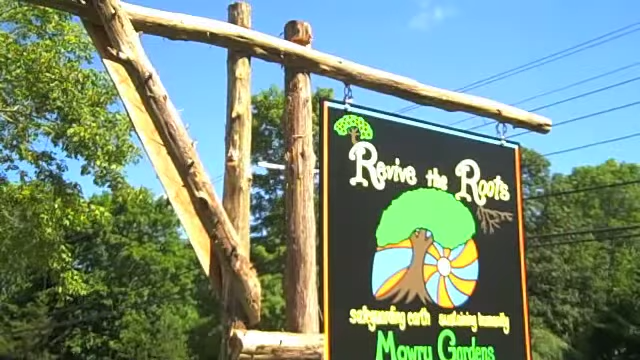 Revive the Roots
safeguarding earth sustaining humanity
Mowry Gardens